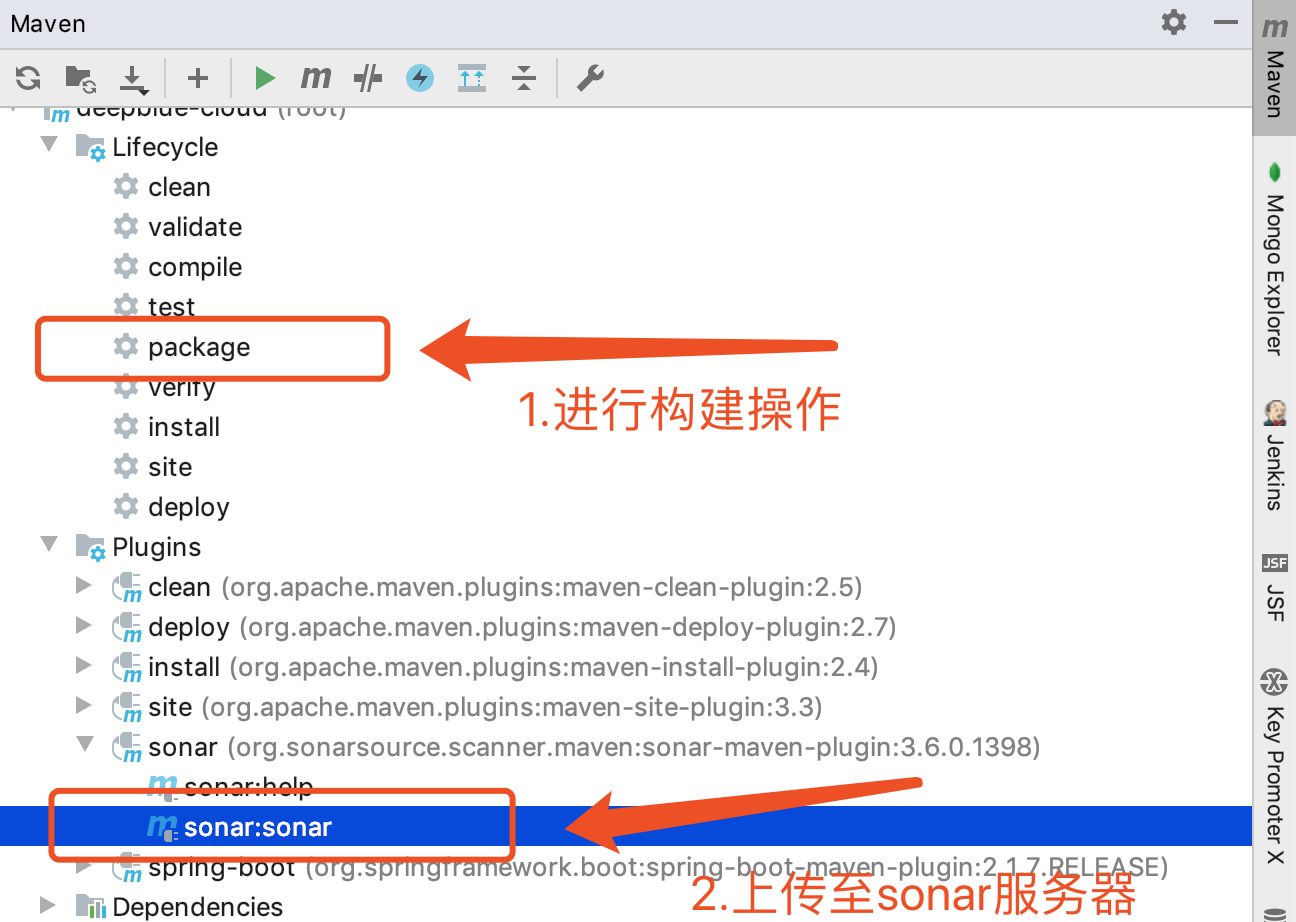 Maven
deepblue-cloud (root)
Lifecycle
clean
validate
compile
test
package
1.进行构建操作
verify
install
site
deploy
Plugins
clean (org.apache.maven.plugins:maven-clean-plugin:2.5)
deploy (org.apache.maven.plugins:maven-deploy-plugin:2.7)
install (org.apache.maven.plugins:maven-install-plugin:2.4)
site (org.apache.maven.plugins:maven-site-plugin:3.3)
sonar (org.sonarsource.scanner.maven:sonar-maven-plugin:3.6.0.1398)
sonar:help
sonar:sonar
spring-boot (org.springframework.boot:spring-boot-maven-plugin:2.1.7.RELEASE)
2.上传至sonar服务器
Dependencies
Maven
Mongo Explorer
Jenkins
JSF
JSF
Key Promoter X